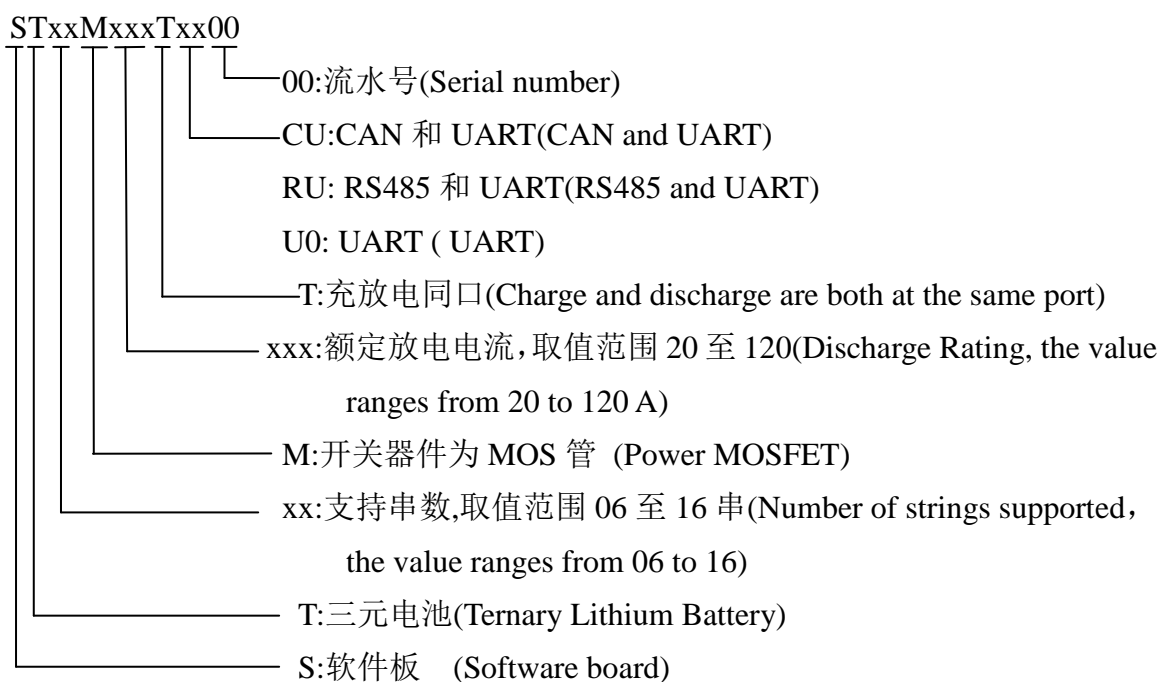 STxxMxxxTxx00
00:流水号(Serial number)
CU:CAN 和 UART(CAN and UART)
RU: RS485 和 UART(RS485 and UART)
U0: UART ( UART)
T:充放电同口(Charge and discharge are both at the same port)
xxx:额定放电电流，取值范围 20 至 120(Discharge Rating, the value
ranges from 20 to 120 A)
M:开关器件为 MOS 管 (Power MOSFET)
xx:支持串数,取值范围 06 至 16 串(Number of strings supported，
the value ranges from 06 to 16)
T:三元电池(Ternary Lithium Battery)
S:软件板 (Software board)